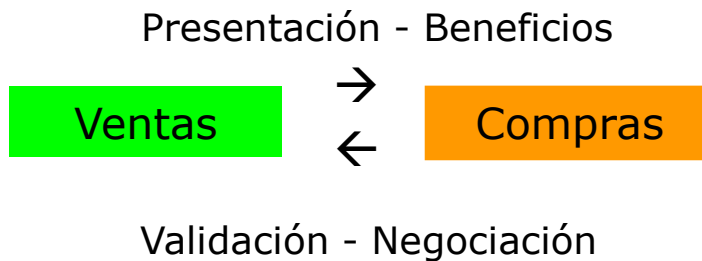 Presentación - Beneficios
→
Ventas
Compras
←
Validación - Negociación